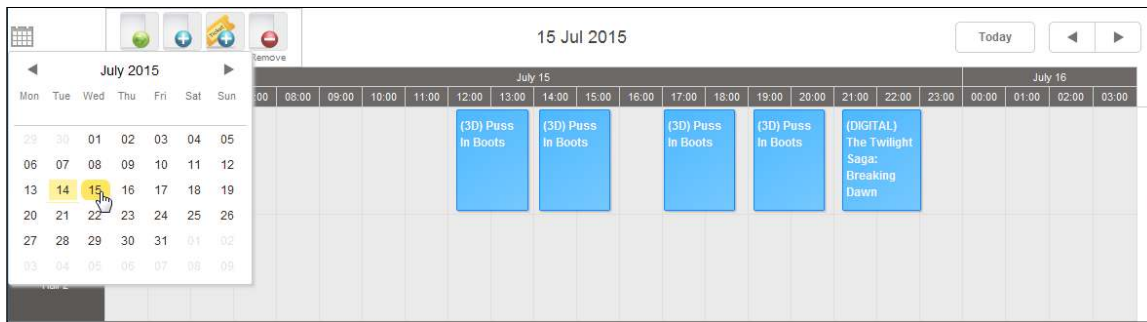 15 Jul 2015
Today
Remove
July 2015
Mon Tue Wed Thu Fri Sat Sun
29 30 01 02 03 04 05
06 07 08 09 10 11 12
13 14 15 16 17 18 19
20 21 22 23 24 25 26
27 28 29 30 31 01 02
03 04 05 06 07 08 09
July 15
July 16
:00 08:00 09:00 10:00 11:00 12:00 13:00 14:00 15:00 16:00 17:00 18:00 19:00 20:00 21:00 22:00 23:00 00:00 01:00 02:00 03:00
(3D) Puss
In Boots
(3D) Puss
In Boots
(3D) Puss
In Boots
(3D) Puss
In Boots
(DIGITAL)
The Twilight
Saga:
Breaking
Dawn
Hall 2